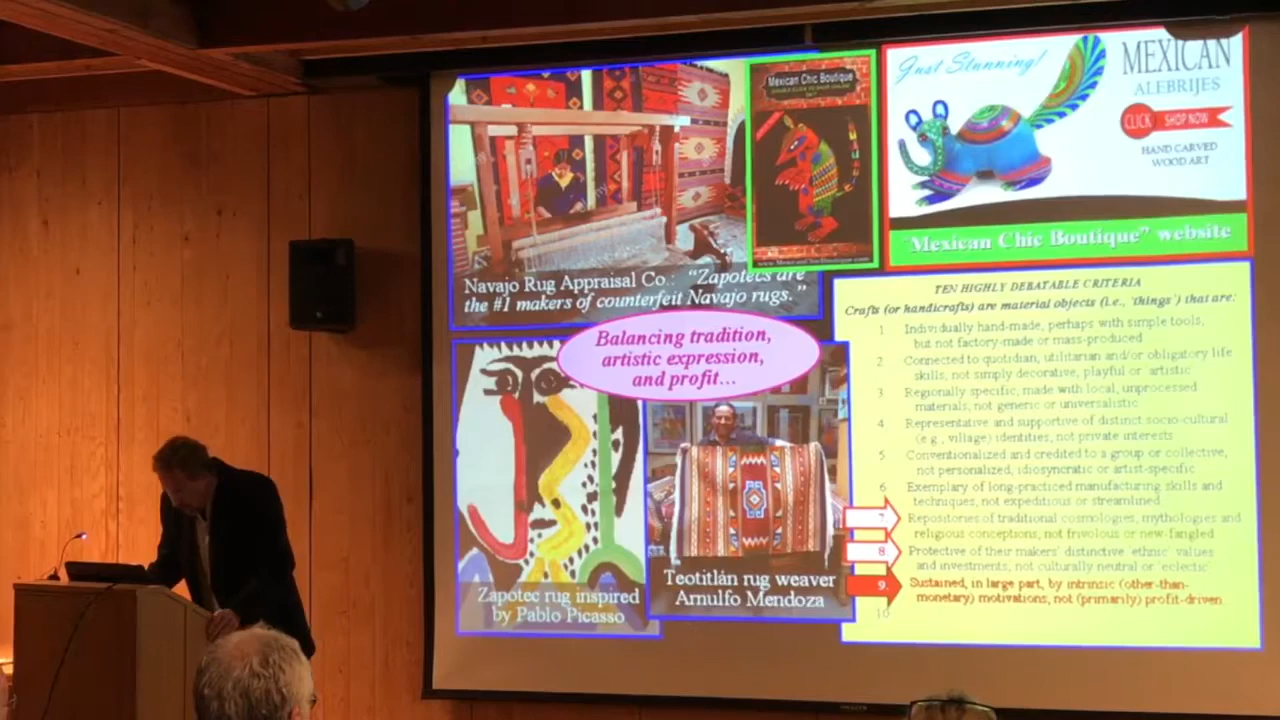 Navajo Rug Appraisal Co.: “Zapotecs are
the #1 makers of counterfeit Navajo rugs.”
Mexican Chic Boutique
www.MexicanChicBoutique.com
Just Stunning!
MEXICAN
ALEBRIJES
CLICK SHOP NOW
HAND CARVED
WOOD ART
"Mexican Chic Boutique" website
Balancing tradition,
artistic expression,
and profit...
Zapotec rug inspired
by Pablo Picasso
Teotitlán rug weaver
Arnulfo Mendoza
TEN HIGHLY DEBATABLE CRITERIA
Crafts (or handicrafts) are material objects (i.e., 'things') that are:
1 Individually hand-made, perhaps with simple tools,
but not factory-made or mass-produced
2 Connected to quotidian, utilitarian and/or obligatory life
skills, not simply decorative, playful or artistic
3 Regionally specific, made with local, unprocessed
materials, not generic or universalistic
4 Representative and supportive of distinct socio-cultural
(e.g., village) identities, not private interests
5 Conventionalized and credited to a group or collective,
not personalized, idiosyncratic or artist-specific
6 Exemplary of long-practiced manufacturing skills and
techniques, not expeditious or streamlined
7. Repositories of traditional cosmologies, mythologies and
religious conceptions, not frivolous or new-fangled
8. Protective of their makers' distinctive 'ethnic' values
and investments, not culturally neutral or 'eclectic'
9. Sustained, in large part, by intrinsic (other-than-
monetary) motivations, not (primarily) profit-driven
10